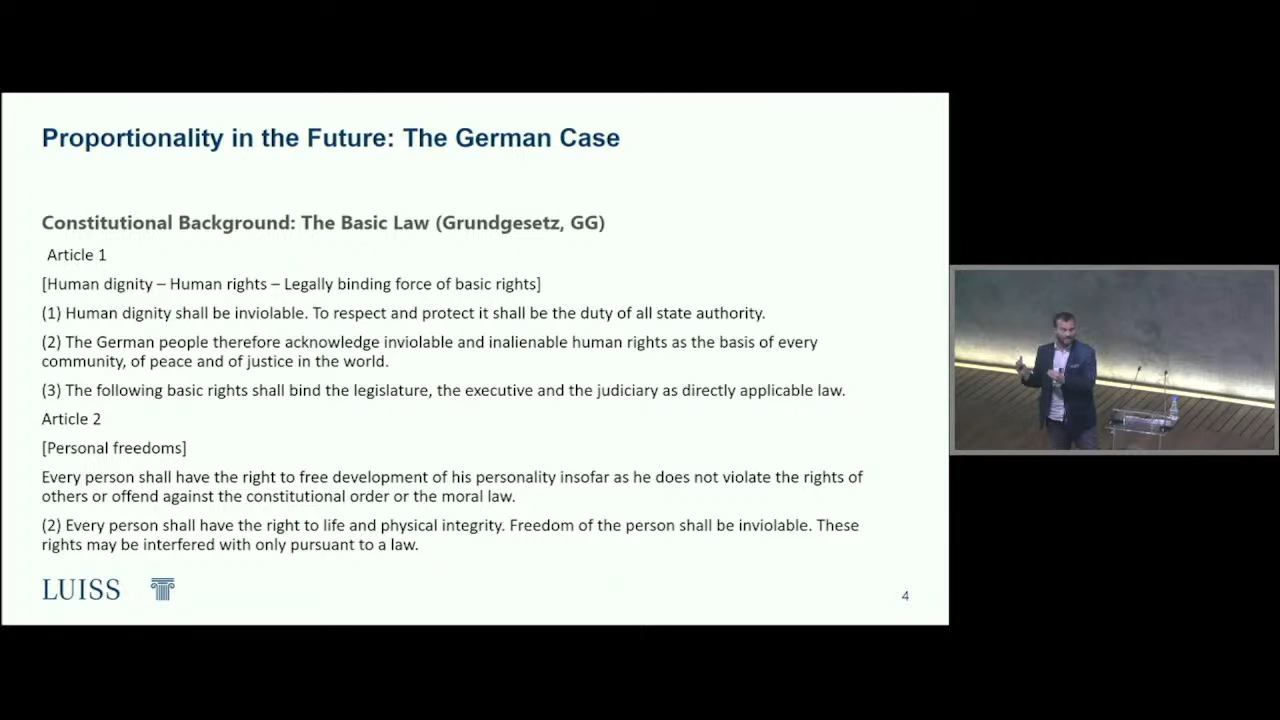 Proportionality in the Future: The German Case
Constitutional Background: The Basic Law (Grundgesetz, GG)
Article 1
[Human dignity – Human rights – Legally binding force of basic rights]
(1) Human dignity shall be inviolable. To respect and protect it shall be the duty of all state authority.
(2) The German people therefore acknowledge inviolable and inalienable human rights as the basis of every
community, of peace and of justice in the world.
(3) The following basic rights shall bind the legislature, the executive and the judiciary as directly applicable law.
Article 2
[Personal freedoms]
Every person shall have the right to free development of his personality insofar as he does not violate the rights of
others or offend against the constitutional order or the moral law.
(2) Every person shall have the right to life and physical integrity. Freedom of the person shall be inviolable. These
rights may be interfered with only pursuant to a law.
LUISS
4